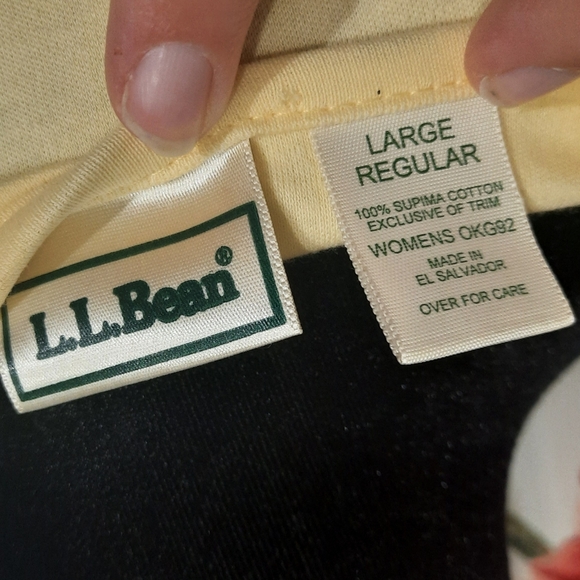 L.L.Bean®
LARGE
REGULAR
100% SUPIMA COTTON
EXCLUSIVE OF TRIM
WOMENS OKG92
MADE IN
EL SALVADOR
OVER FOR CARE